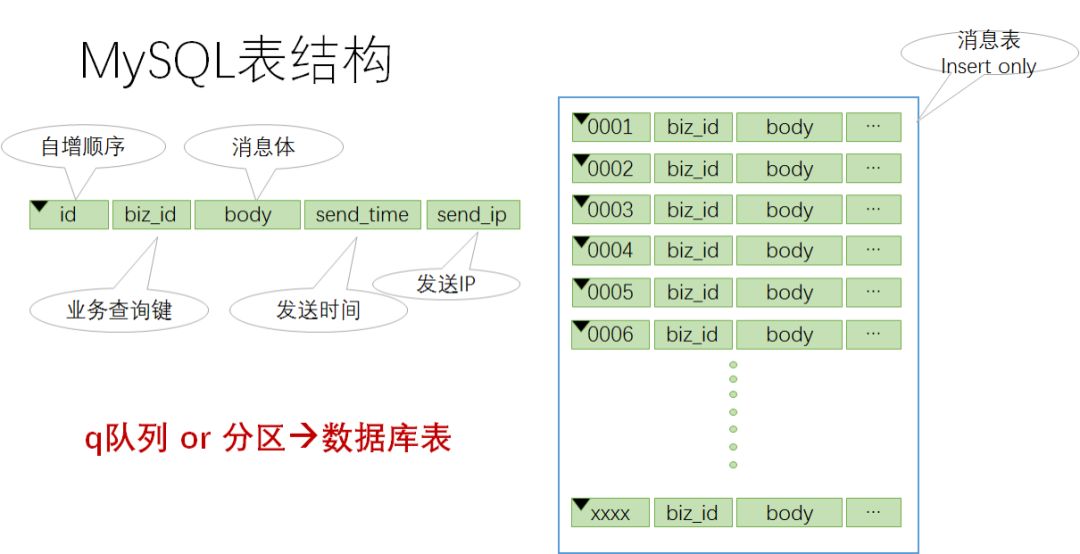 MySQL表结构
自增顺序
消息体
id biz_id body send_time send_ip
业务查询键
发送时间
发送IP
q队列 or 分区→数据库表
消息表
Insert only
0001 biz_id body ...
0002 biz_id body ...
0003 biz_id body ...
0004 biz_id body ...
0005 biz_id body ...
0006 biz_id body ...
xxxx biz_id body ...